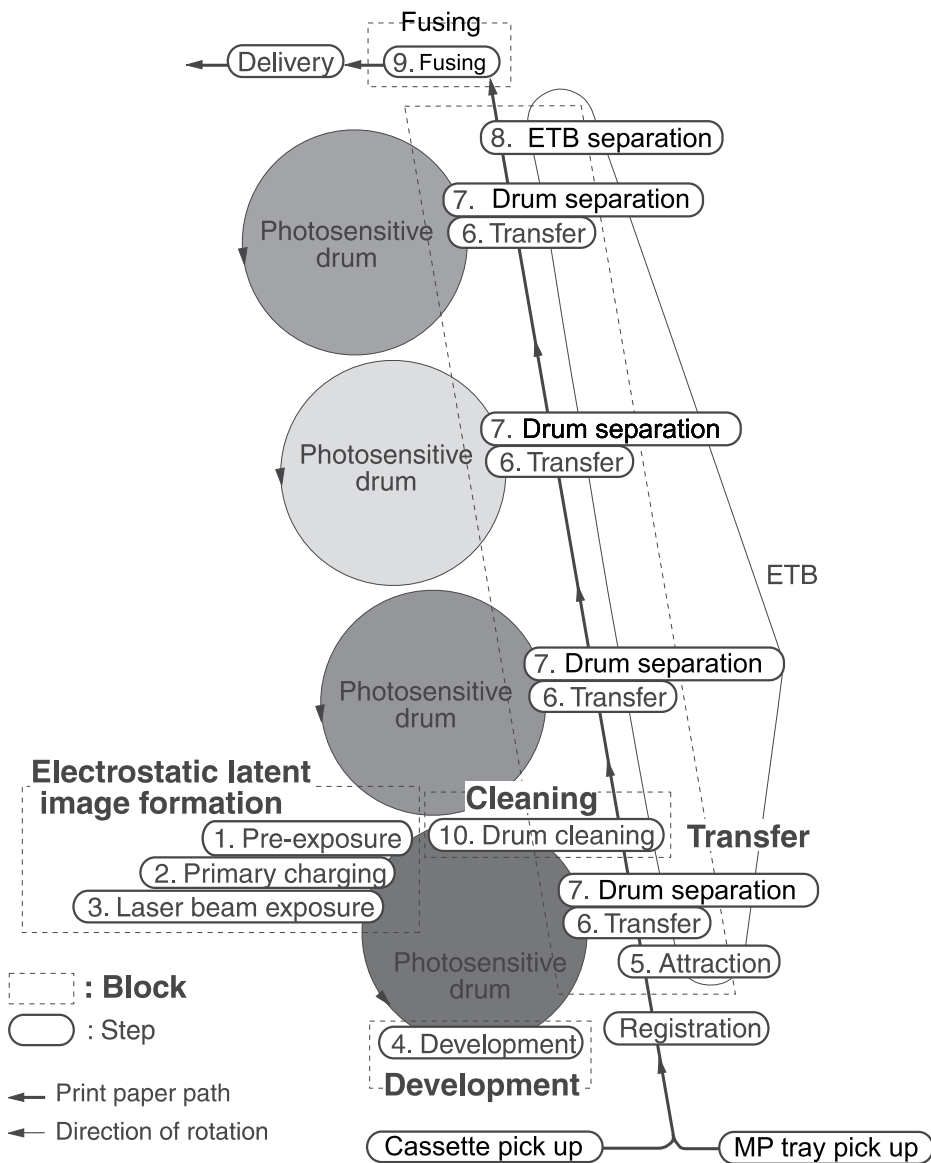 Fusing
Delivery
9. Fusing
8. ETB separation
7. Drum separation
6. Transfer
Photosensitive
drum
7. Drum separation
6. Transfer
Photosensitive
drum
ETB
7. Drum separation
6. Transfer
Photosensitive
drum
Electrostatic latent
image formation
1. Pre-exposure
2. Primary charging
3. Laser beam exposure
Cleaning
10. Drum cleaning
Transfer
7. Drum separation
6. Transfer
5. Attraction
Photosensitive
drum
Registration
4. Development
Development
: Block
: Step
Print paper path
Direction of rotation
Cassette pick up
MP tray pick up